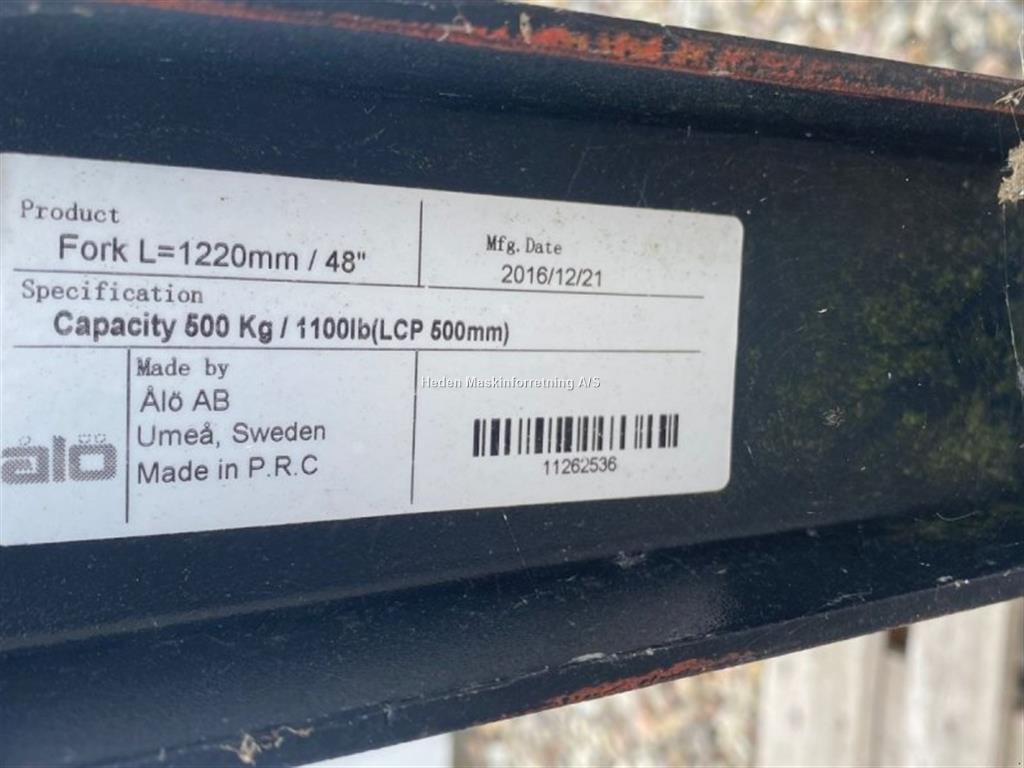 Product
Fork L=1220mm / 48"
Mfg. Date
2016/12/21
Specification
Capacity 500 Kg / 1100lb(LCP 500mm)
Made by
Ålö AB
Umeå, Sweden
Made in P.R.C
ålö
Heden Maskinforretning A/S
11262536